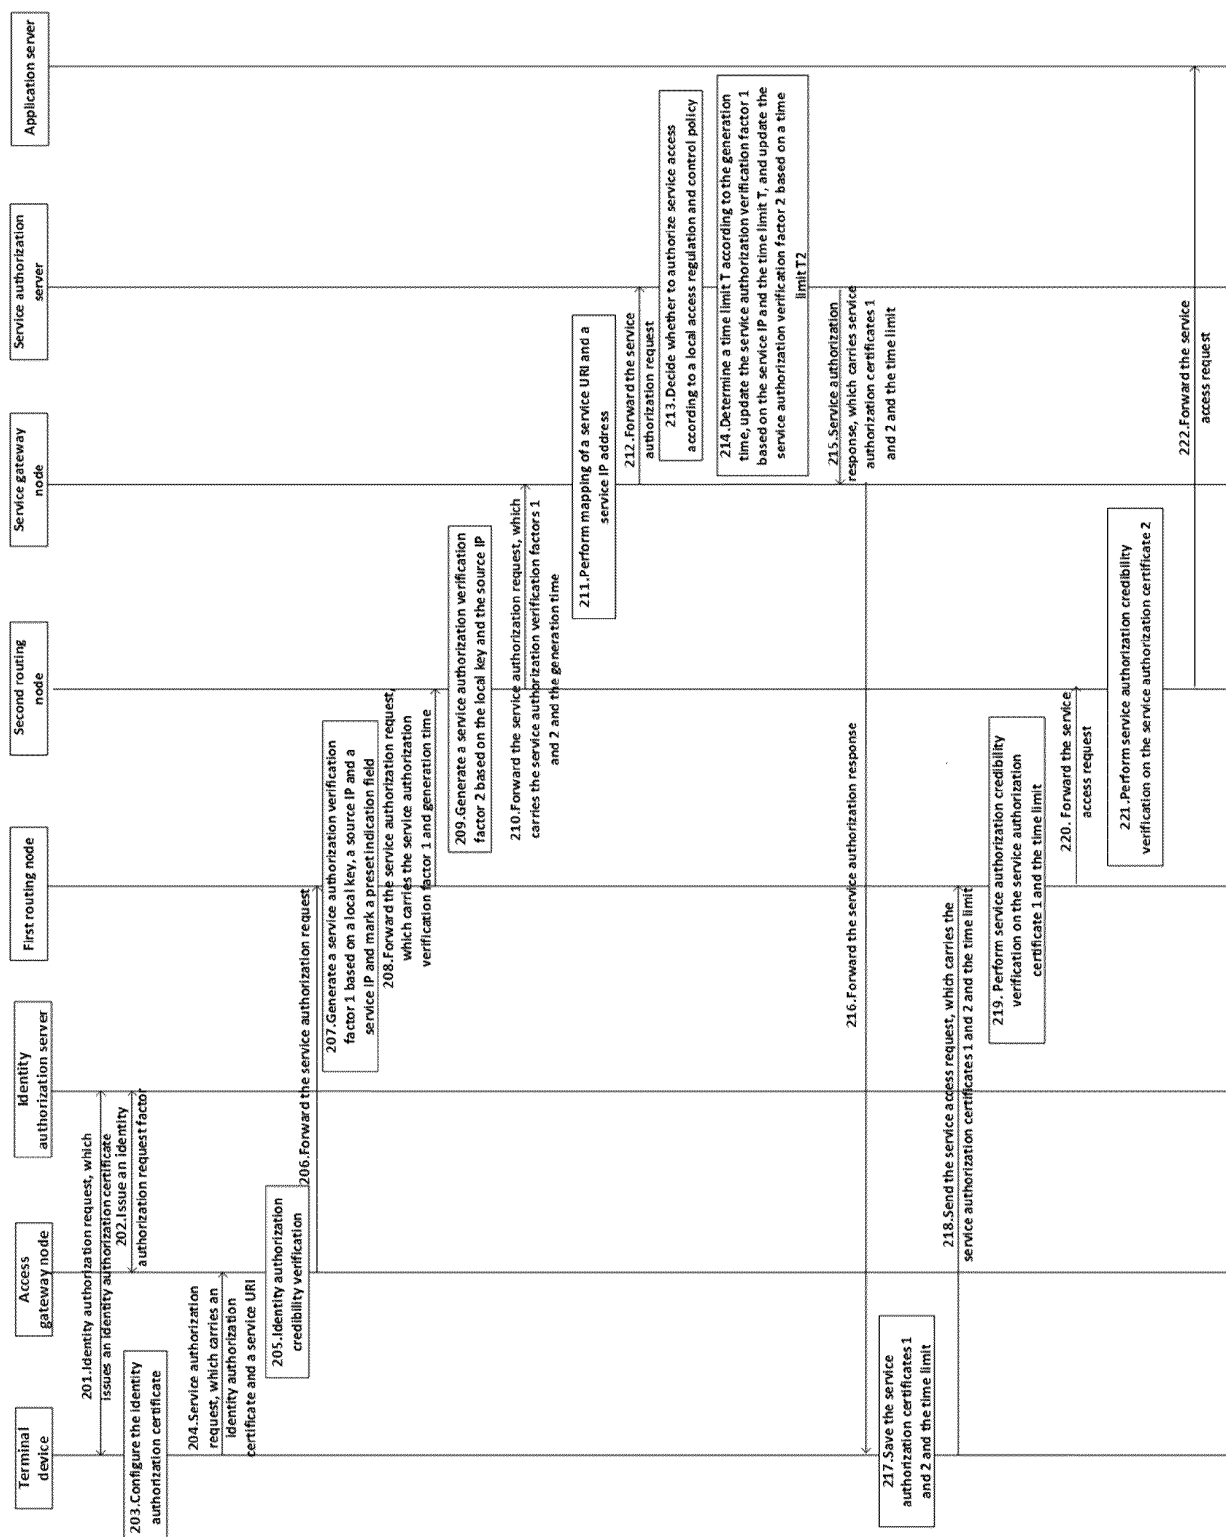 Terminal
device
Access
gateway node
Identity
authorization server
First routing node
Second routing
node
Service gateway
node
Service authorization
server
Application server
201.Identity authorization request, which
issues an identity authorization certificate
202.Issue an identity
authorization request factor
203.Configure the identity
authorization certificate
204.Service authorization
request, which carries an
identity authorization
certificate and a service URI
205.Identity authorization
credibility verification
206.Forward the service authorization request
207.Generate a service authorization verification
factor 1 based on a local key, a source IP and a
service IP and mark a preset indication field
208.Forward the service authorization request,
which carries the service authorization
verification factor 1 and generation time
209.Generate a service authorization verification
factor 2 based on the local key and the source IP
210.Forward the service authorization request, which
carries the service authorization verification factors 1
and 2 and the generation time
211.Perform mapping of a service URI and a
service IP address
212.Forward the service
authorization request
213.Decide whether to authorize service access
according to a local access regulation and control policy
214.Determine a time limit T according to the generation
time, update the service authorization verification factor 1
based on the service IP and the time limit T, and update the
service authorization verification factor 2 based on a time
limit T2
215.Service authorization
response, which carries service
authorization certificates 1
and 2 and the time limit
216.Forward the service authorization response
217.Save the service
authorization certificates 1
and 2 and the time limit
218.Send the service access request, which carries the
service authorization certificates 1 and 2 and the time limit
219. Perform service authorization credibility
verification on the service authorization
certificate 1 and the time limit
220. Forward the service
access request
221.Perform service authorization credibility
verification on the service authorization certificate 2
222.Forward the service
access request